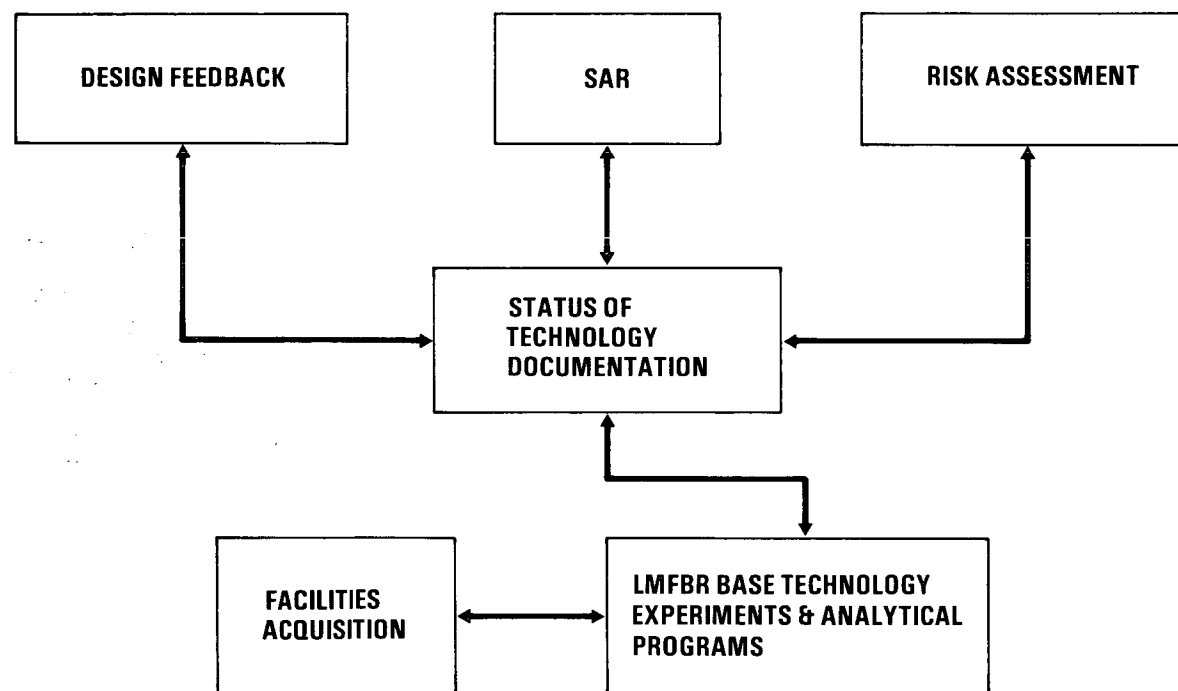 DESIGN FEEDBACK
SAR
RISK ASSESSMENT
STATUS OF
TECHNOLOGY
DOCUMENTATION
FACILITIES
ACQUISITION
LMFBR BASE TECHNOLOGY
EXPERIMENTS & ANALYTICAL
PROGRAMS